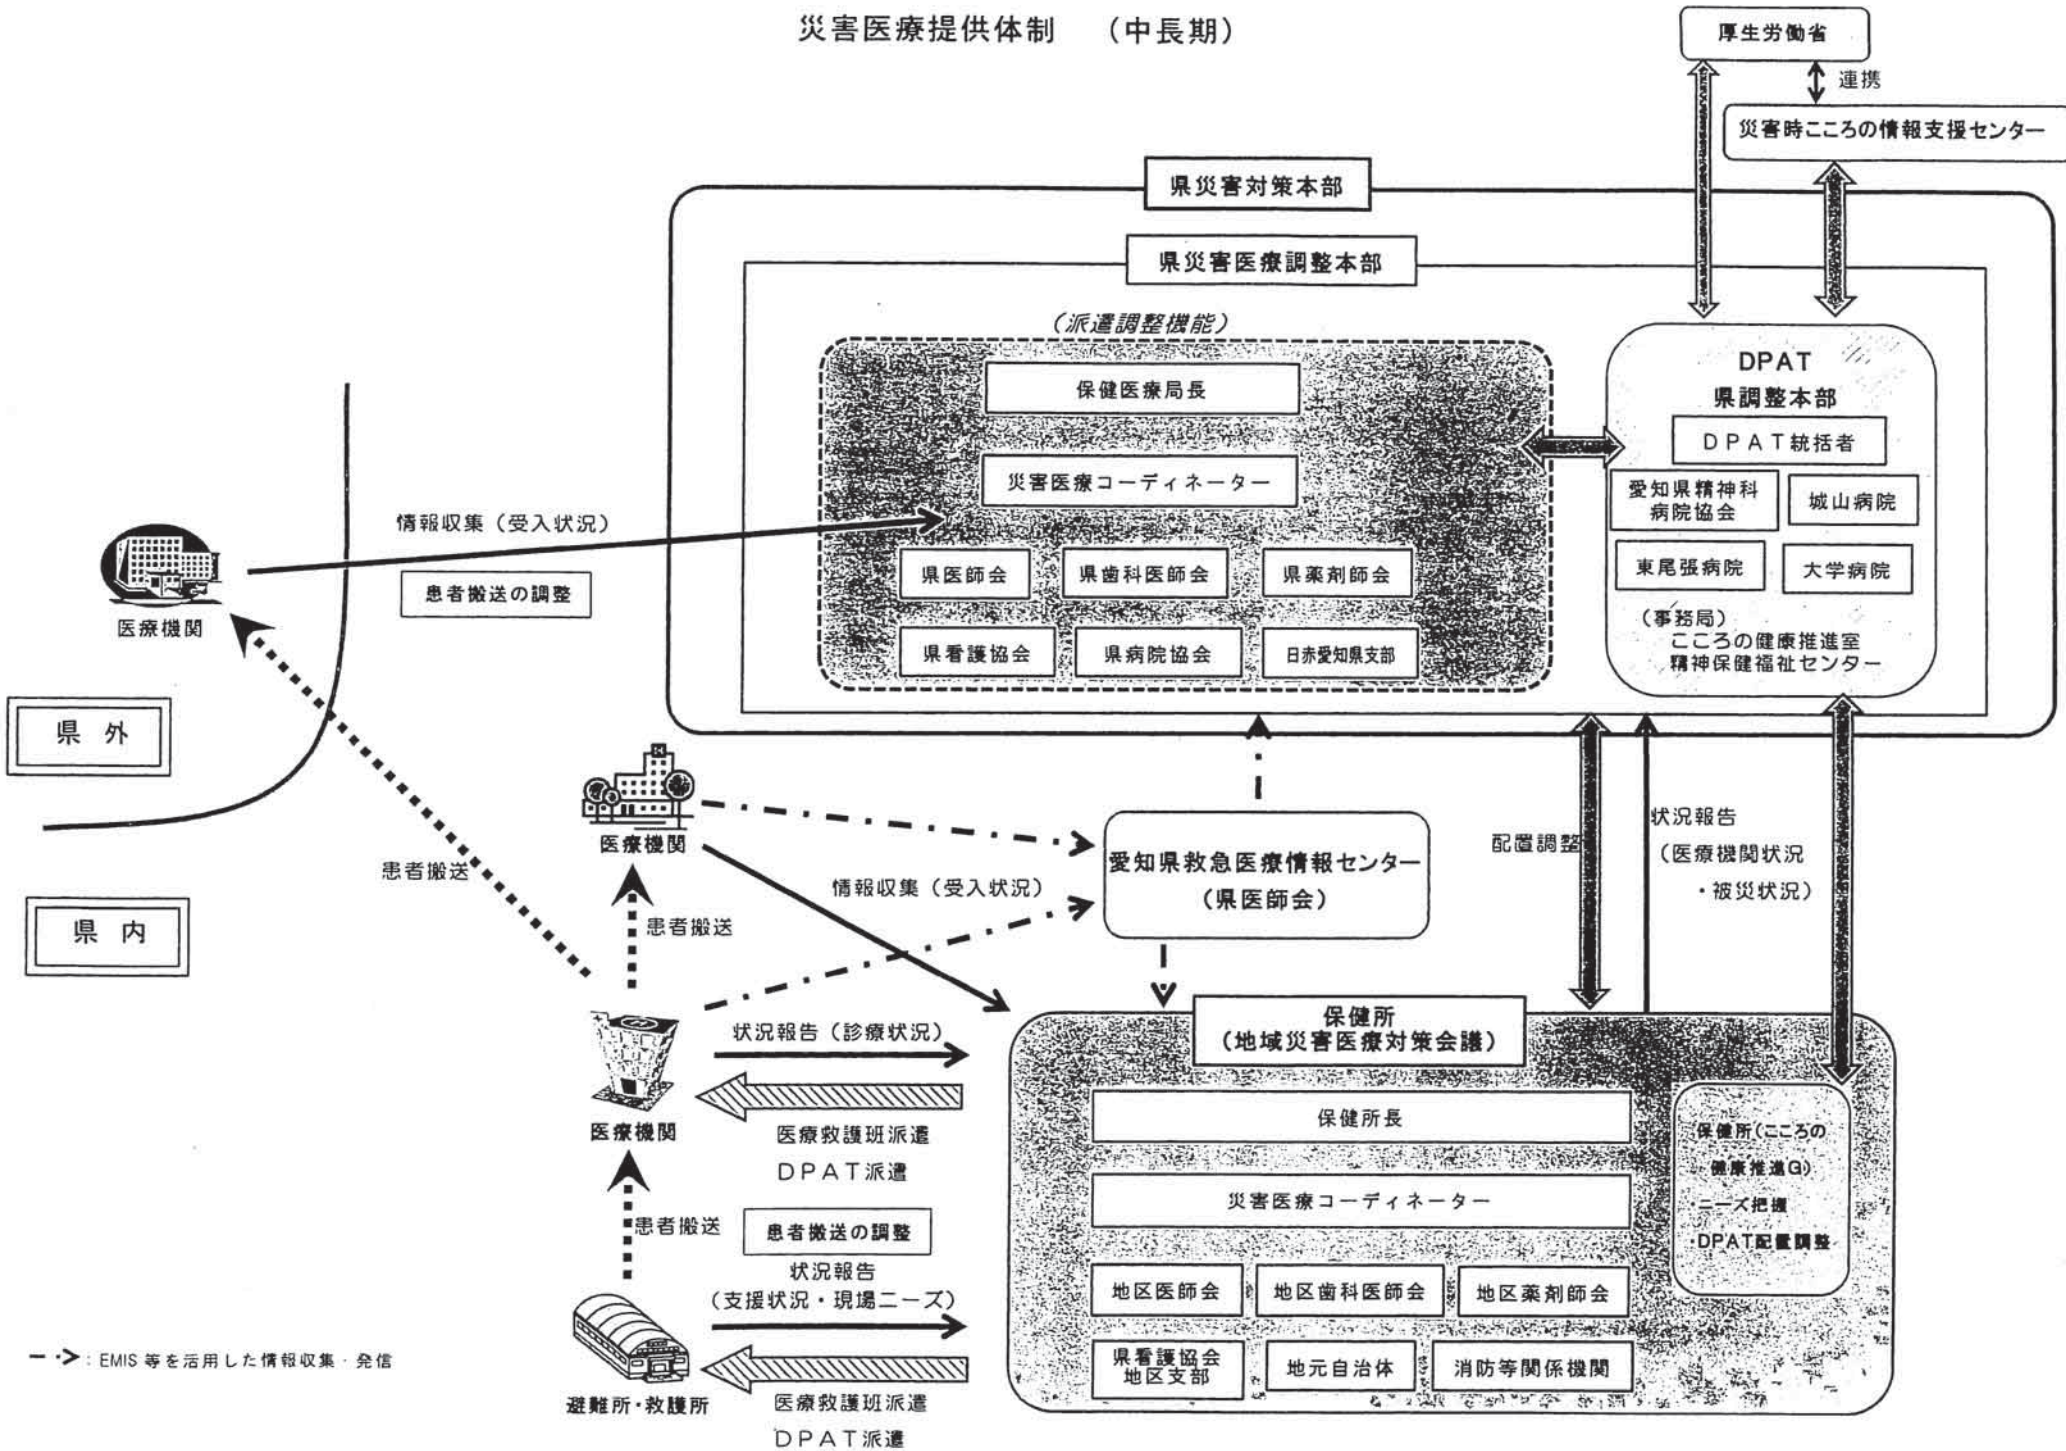 災害医療提供体制　（中長期）
厚生労働省
連携
災害時こころの情報支援センター
県災害対策本部
県災害医療調整本部
（派遣調整機能）
保健医療局長
災害医療コーディネーター
県医師会
県歯科医師会
県薬剤師会
県看護協会
県病院協会
日赤愛知県支部
DPAT
県調整本部
ＤＰＡＴ統括者
愛知県精神科
病院協会
城山病院
東尾張病院
大学病院
（事務局）
こころの健康推進室
精神保健福祉センター
情報収集（受入状況）
患者搬送の調整
医療機関
県　外
県　内
患者搬送
医療機関
情報収集（受入状況）
患者搬送
愛知県救急医療情報センター
（県医師会）
配置調整
状況報告
（医療機関状況
・被災状況）
医療機関
状況報告（診療状況）
医療救護班派遣
ＤＰＡＴ派遣
患者搬送
患者搬送の調整
状況報告
（支援状況・現場ニーズ）
避難所・救護所
医療救護班派遣
ＤＰＡＴ派遣
保健所
（地域災害医療対策会議）
保健所長
災害医療コーディネーター
地区医師会
地区歯科医師会
地区薬剤師会
県看護協会
地区支部
地元自治体
消防等関係機関
保健所（こころの
健康推進G）
・ニーズ把握
・DPAT配置調整
：EMIS 等を活用した情報収集・発信